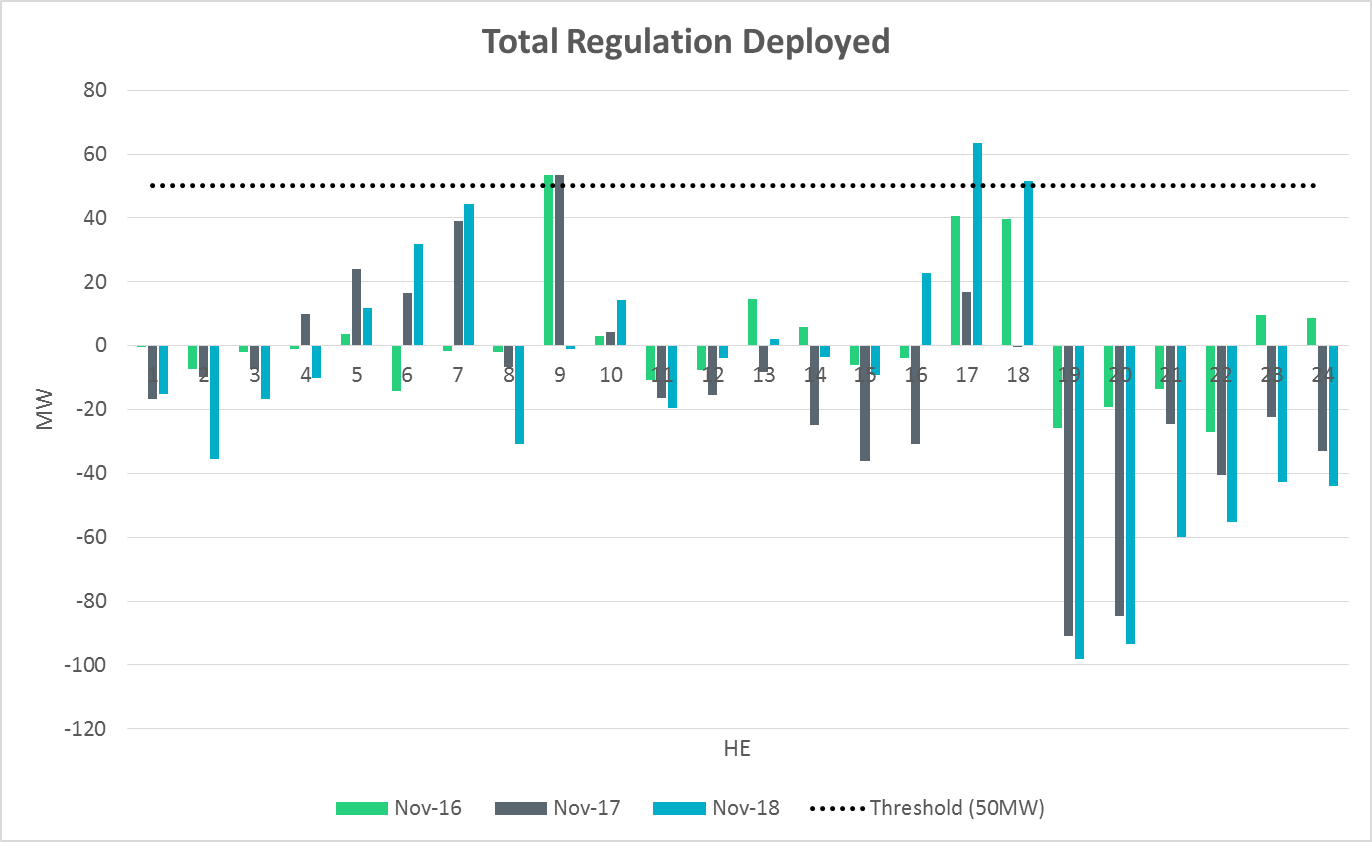 Total Regulation Deployed
80
60
40
20
0
-20
-40
-60
-80
-100
-120
MW
1 2 3 4 5 6 7 8 9 10 11 12 13 14 15 16 17 18 19 20 21 22 23 24
HE
Nov-16 Nov-17 Nov-18 Threshold (50MW)